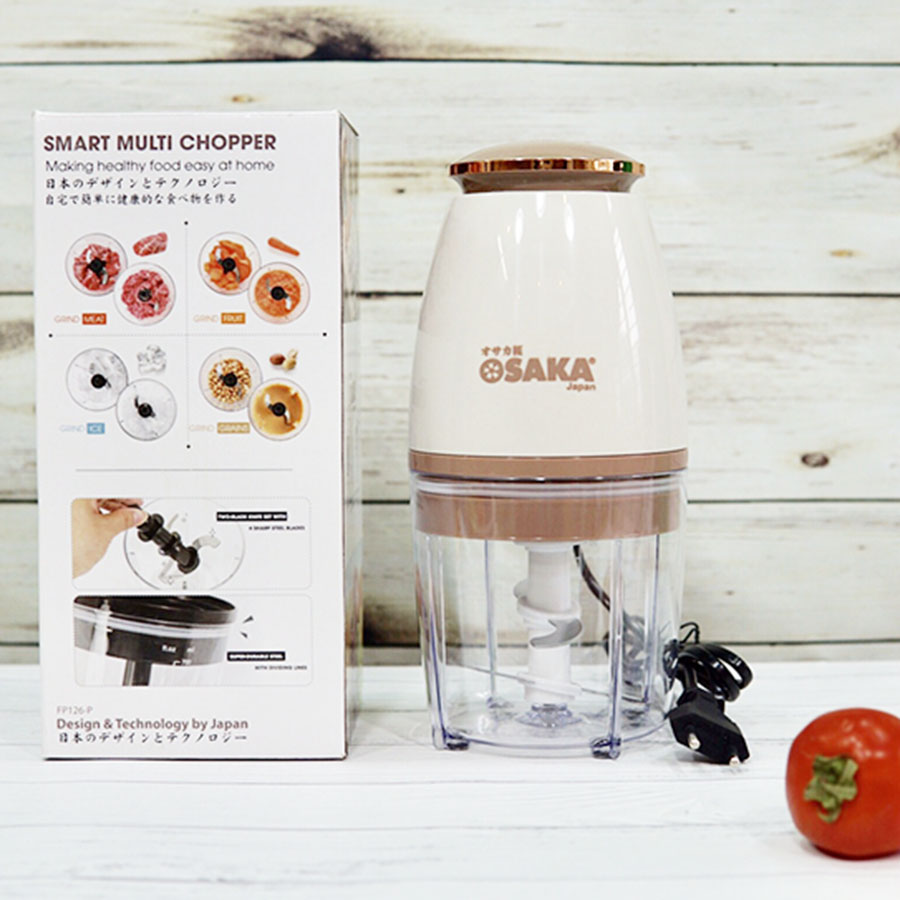 SMART MULTI CHOPPER
Making healthy food easy at home
日本のデザインとテクノロジー
自宅で簡単に健康的な食べ物を作る
GRIND MEAT
GRIND FRUIT
GRIND ICE
GRIND GRAINS
TWO-BLADE KNIFE SET WITH
4 SHARP STEEL BLADES
SUPER-DURABLE STEEL
WITH DIVIDING LINES
FP126-P
Design & Technology by Japan
日本のデザインとテクノロジー
OSAKA®
Japan